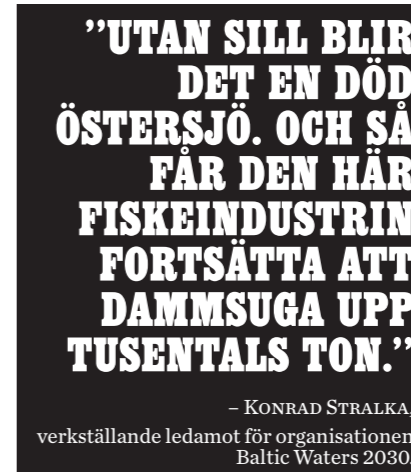 ”UTAN SILL BLIR
DET EN DÖD
ÖSTERSJÖ. OCH SÅ
FÅR DEN HÄR
FISKEINDUSTRIN
FORTSÄTTA ATT
DAMMSUGA UPP
TUSENTALS TON.”
– KONRAD STRALKA,
verkställande ledamot för organisationen
Baltic Waters 2030